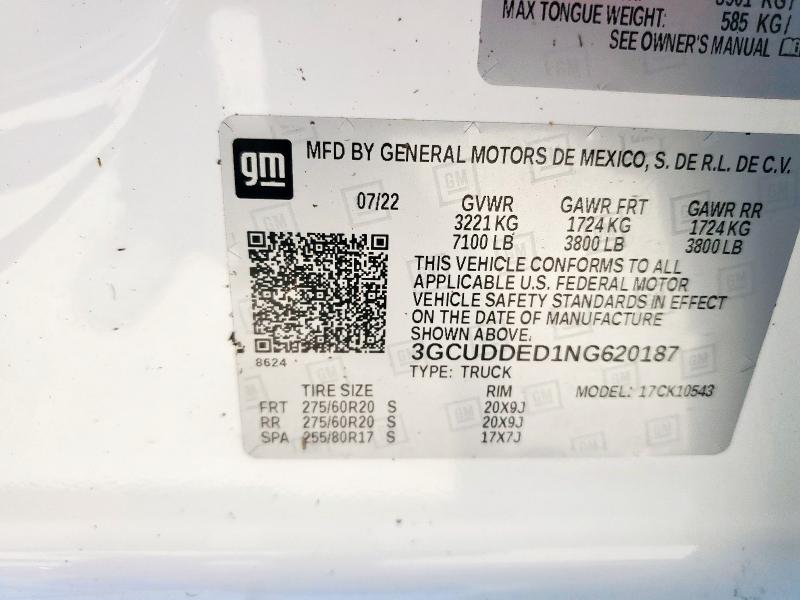 MAX TONGUE WEIGHT: 585 KG/
SEE OWNER'S MANUAL
gm
MFD BY GENERAL MOTORS DE MEXICO, S. DE R.L. DE C.V.
07/22
GVWR GAWR FRT GAWR RR
3221 KG 1724 KG 1724 KG
7100 LB 3800 LB 3800 LB
THIS VEHICLE CONFORMS TO ALL
APPLICABLE U.S. FEDERAL MOTOR
VEHICLE SAFETY STANDARDS IN EFFECT
ON THE DATE OF MANUFACTURE
SHOWN ABOVE.
8624
3GCUDDED1NG620187
TYPE: TRUCK
TIRE SIZE RIM MODEL: 17CK10543
FRT 275/60R20 S 20X9J
RR 275/60R20 S 20X9J
SPA 255/80R17 S 17X7J